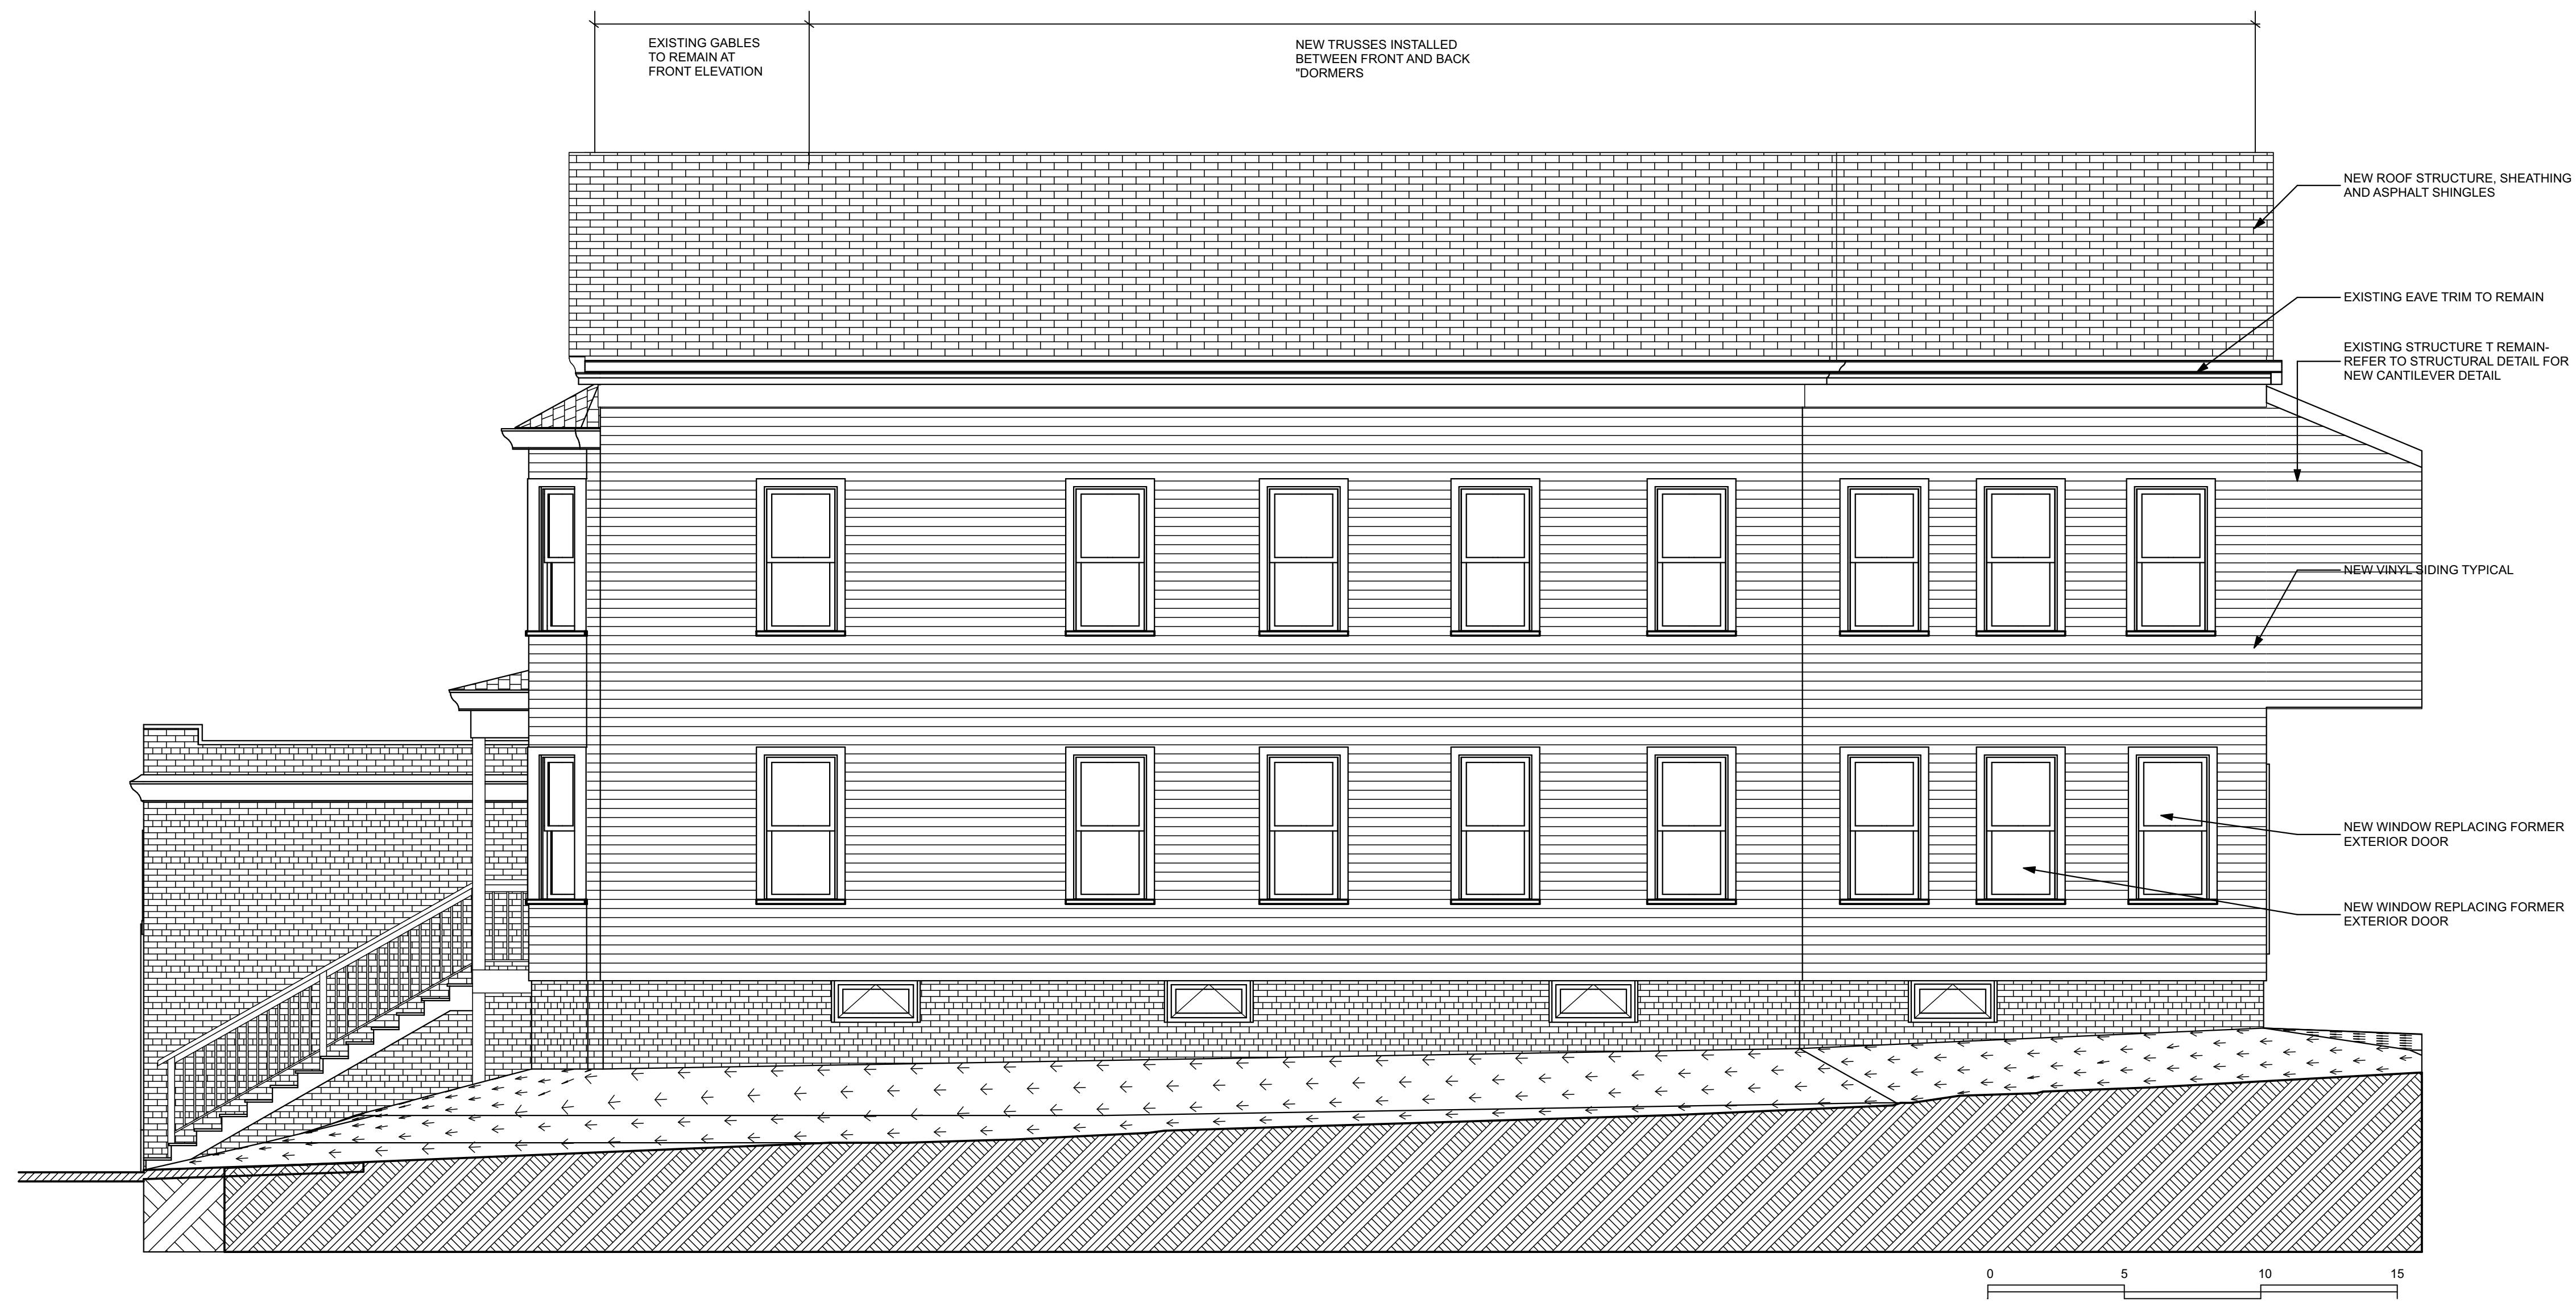 EXISTING GABLES
TO REMAIN AT
FRONT ELEVATION
NEW TRUSSES INSTALLED
BETWEEN FRONT AND BACK
"DORMERS
NEW ROOF STRUCTURE, SHEATHING
AND ASPHALT SHINGLES
EXISTING EAVE TRIM TO REMAIN
EXISTING STRUCTURE T REMAIN-
REFER TO STRUCTURAL DETAIL FOR
NEW CANTILEVER DETAIL
NEW VINYL SIDING TYPICAL
NEW WINDOW REPLACING FORMER
EXTERIOR DOOR
NEW WINDOW REPLACING FORMER
EXTERIOR DOOR
0 5 10 15